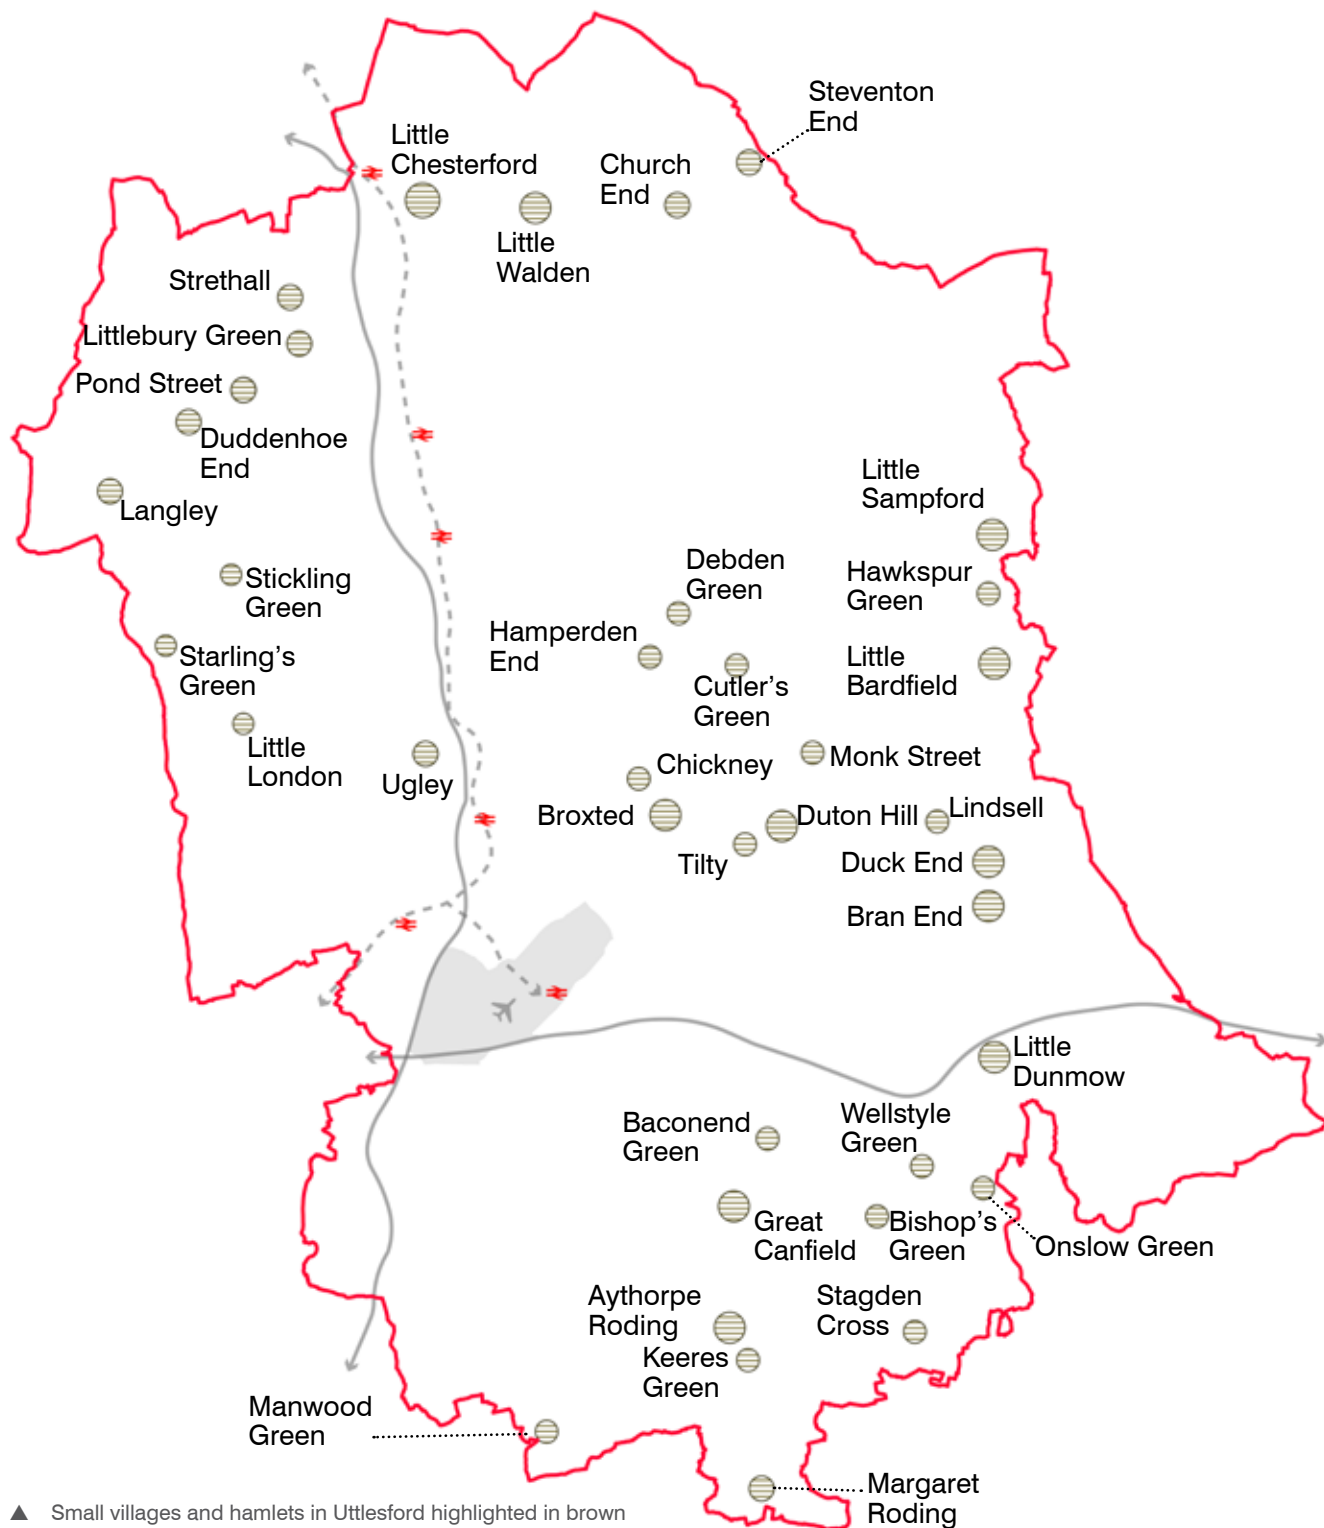 Steventon
End
Little
Chesterford
Church
End
Little
Walden
Strethall
Littlebury Green
Pond Street
Duddenhoe
End
Langley
Little
Sampford
Stickling
Green
Debden
Green
Hawkspur
Green
Hamperden
End
Starling's
Green
Cutler's
Green
Little
Bardfield
Little
London
Ugley
Chickney
Monk Street
Broxted
Duton Hill
Lindsell
Tilty
Duck End
Bran End
Little
Dunmow
Baconend
Green
Wellstyle
Green
Great
Canfield
Bishop's
Green
Onslow Green
Aythorpe
Roding
Stagden
Cross
Keeres
Green
Manwood
Green
Margaret
Roding
▲ Small villages and hamlets in Uttlesford highlighted in brown